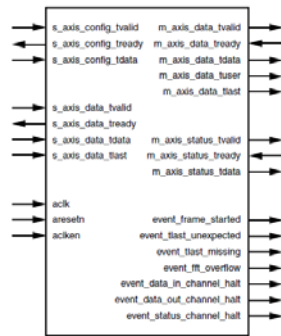 s_axis_config_tvalid
s_axis_config_tready
s_axis_config_tdata
s_axis_data_tvalid
s_axis_data_tready
s_axis_data_tdata
s_axis_data_tlast
aclk
aresetn
aclken
m_axis_data_tvalid
m_axis_data_tready
m_axis_data_tdata
m_axis_data_tuser
m_axis_data_tlast
m_axis_status_tvalid
m_axis_status_tready
m_axis_status_tdata
event_frame_started
event_tlast_unexpected
event_tlast_missing
event_fft_overflow
event_data_in_channel_halt
event_data_out_channel_halt
event_status_channel_halt